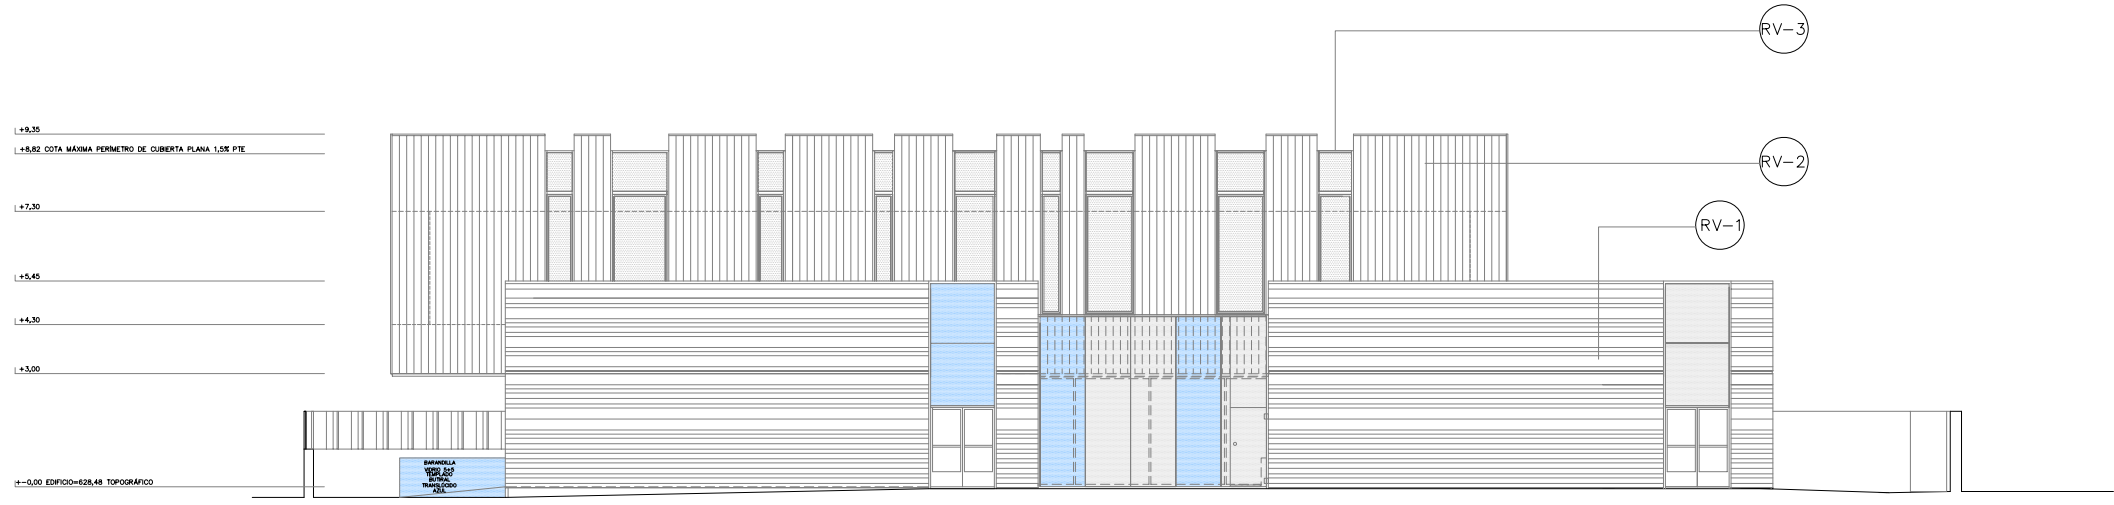 RV-3
+9,35
+8,82 COTA MÁXIMA PERÍMETRO DE CUBIERTA PLANA 1,5% PTE
RV-2
+7,30
RV-1
+5,45
+4,30
+3,00
BARANDILLA
VIDRIO 5+5
TEMPLADO
BUTIRAL
TRANSLÚCIDO
AZUL
+-0,00 EDIFICIO=628,48 TOPOGRÁFICO